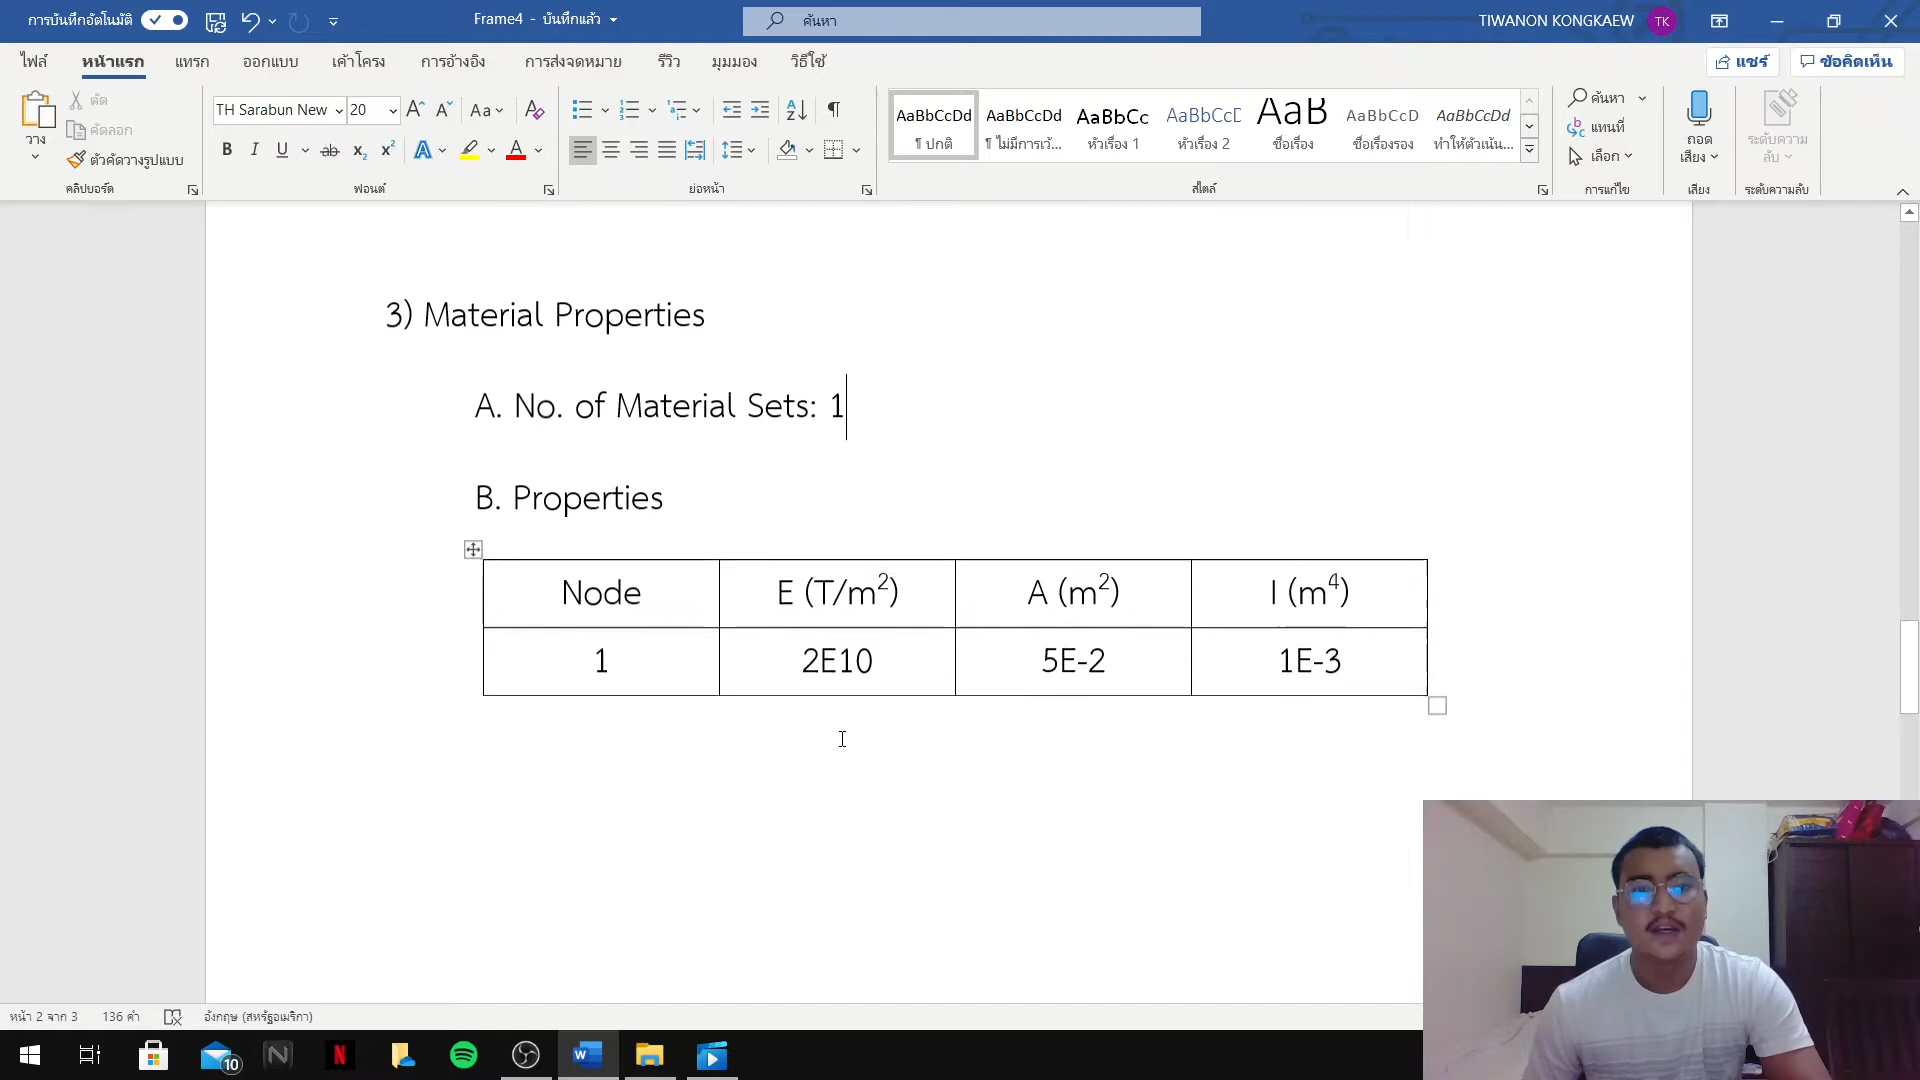 การบันทึกอัตโนมัติ
Frame4 - บันทึกแล้ว
ค้นหา
TIWANON KONGKAEW
TK
ไฟล์ หน้าแรก แทรก ออกแบบ เค้าโครง การอ้างอิง การส่งจดหมาย รีวิว มุมมอง วิธีใช้
แชร์
ข้อคิดเห็น
วาง
ตัด
คัดลอก
ตัวคัดวางรูปแบบ
คลิปบอร์ด
TH Sarabun New
20
ฟอนต์
ย่อหน้า
AaBbCcDd
¶ ปกติ
AaBbCcDd
¶ ไม่มีการเว้...
AaBbCc
หัวเรื่อง 1
AaBbCcD
หัวเรื่อง 2
AaB
ชื่อเรื่อง
AaBbCcD
ชื่อเรื่องรอง
AaBbCcDd
ทำให้ตัวเน้น...
สไตล์
ค้นหา
แทนที่
เลือก
การแก้ไข
ถอด
เสียง
เสียง
ระดับความ
ลับ
ระดับความลับ
3) Material Properties
A. No. of Material Sets: 1
B. Properties
Node E (T/m²) A (m²) I (m⁴)
1 2E10 5E-2 1E-3
หน้า 2 จาก 3 136 คำ อังกฤษ (สหรัฐอเมริกา)
10